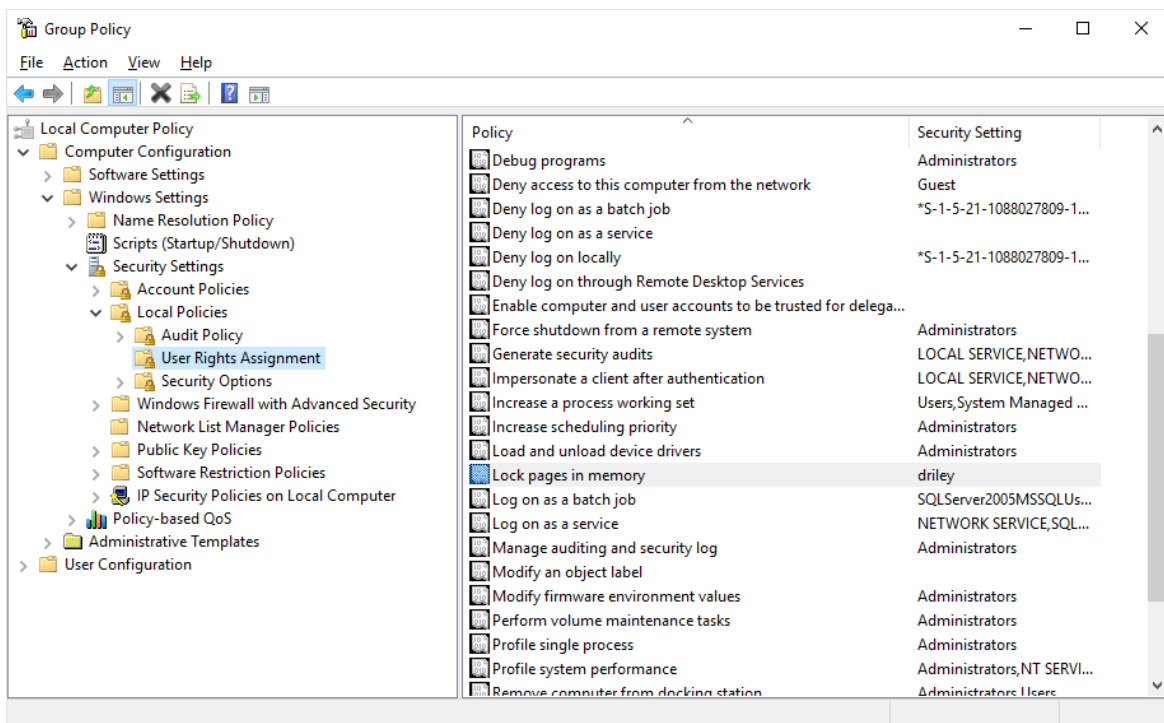 Group Policy
File Action View Help
Local Computer Policy
Computer Configuration
Software Settings
Windows Settings
Name Resolution Policy
Scripts (Startup/Shutdown)
Security Settings
Account Policies
Local Policies
Audit Policy
User Rights Assignment
Security Options
Windows Firewall with Advanced Security
Network List Manager Policies
Public Key Policies
Software Restriction Policies
IP Security Policies on Local Computer
Policy-based QoS
Administrative Templates
User Configuration
Policy Security Setting
Debug programs Administrators
Deny access to this computer from the network Guest
Deny log on as a batch job *S-1-5-21-1088027809-1...
Deny log on as a service
Deny log on locally *S-1-5-21-1088027809-1...
Deny log on through Remote Desktop Services
Enable computer and user accounts to be trusted for delega...
Force shutdown from a remote system Administrators
Generate security audits LOCAL SERVICE,NETWO...
Impersonate a client after authentication LOCAL SERVICE,NETWO...
Increase a process working set Users,System Managed ...
Increase scheduling priority Administrators
Load and unload device drivers Administrators
Lock pages in memory driley
Log on as a batch job SQLServer2005MSSQLUs...
Log on as a service NETWORK SERVICE,SQL...
Manage auditing and security log Administrators
Modify an object label
Modify firmware environment values Administrators
Perform volume maintenance tasks Administrators
Profile single process Administrators
Profile system performance Administrators,NT SERVI...
Remove computer from docking station Administrators Users